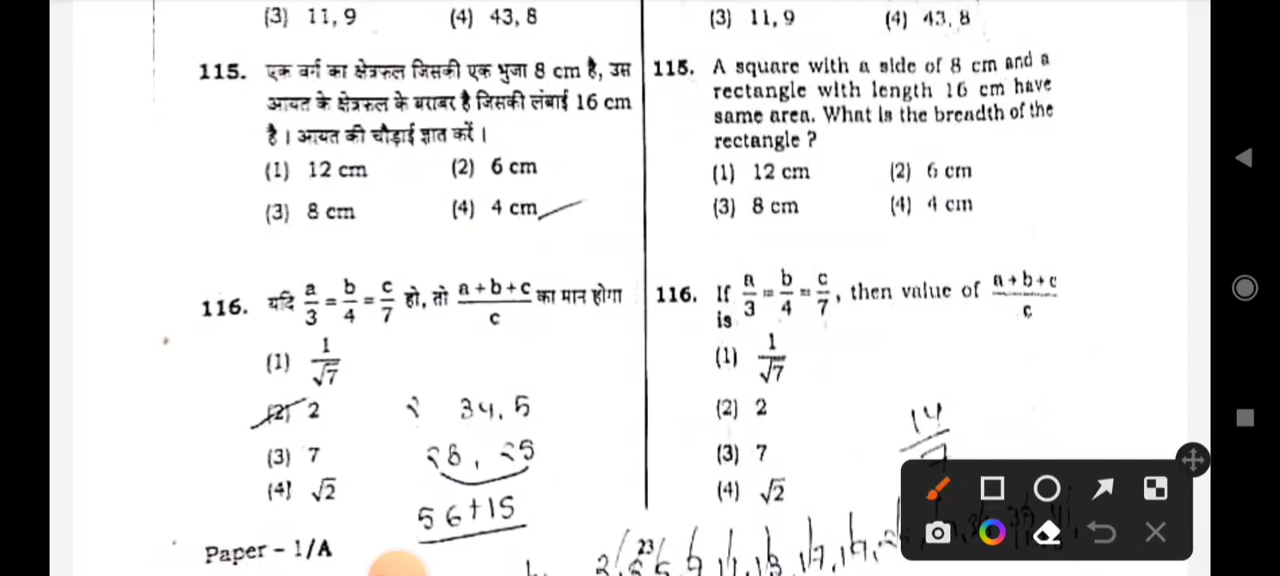 (3) 11, 9 (4) 43, 8
115. एक वर्ग का क्षेत्रफल जिसकी एक भुजा 8 cm है, उस
आयत के क्षेत्रफल के बराबर है जिसकी लंबाई 16 cm
है। आयत की चौड़ाई ज्ञात करें।
(1) 12 cm (2) 6 cm
(3) 8 cm (4) 4 cm
116. यदि a/3 = b/4 = c/7 हो, तो (a+b+c)/c का मान होगा
(1) 1/√7
(2) 2
(3) 7
(4) √2
34, 5
28, 25
56+15
Paper - 1/A
(3) 11, 9 (4) 43, 8
115. A square with a side of 8 cm and a
rectangle with length 16 cm have
same area. What is the breadth of the
rectangle ?
(1) 12 cm (2) 6 cm
(3) 8 cm (4) 4 cm
116. If a/3 = b/4 = c/7, then value of (a+b+c)/c
is
(1) 1/√7
(2) 2
(3) 7
(4) √2
14/7
23